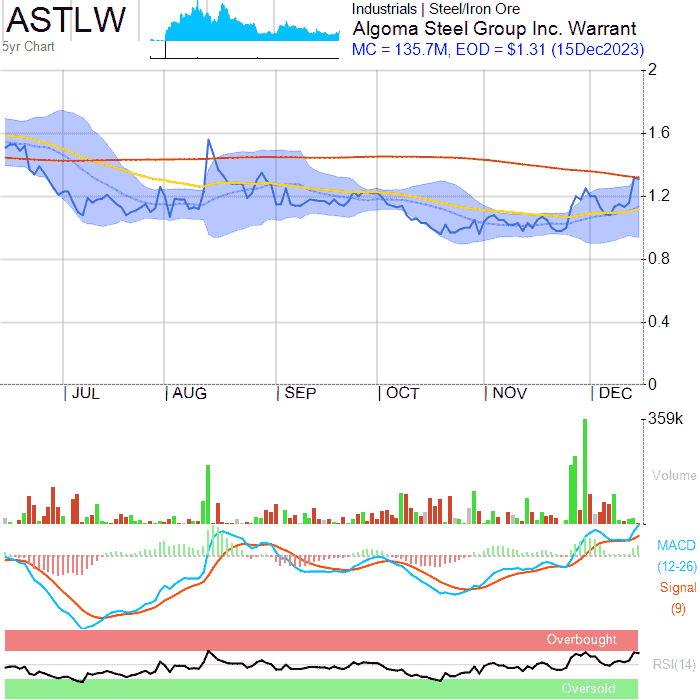 ASTLW
5yr Chart
Industrials | Steel/Iron Ore
Algoma Steel Group Inc. Warrant
MC = 135.7M, EOD = $1.31 (15Dec2023)
2
1.6
1.2
0.8
0.4
0
| JUL | AUG | SEP | OCT | NOV | DEC
359k
Volume
MACD
(12-26)
Signal
(9)
Overbought
RSI(14)
Oversold